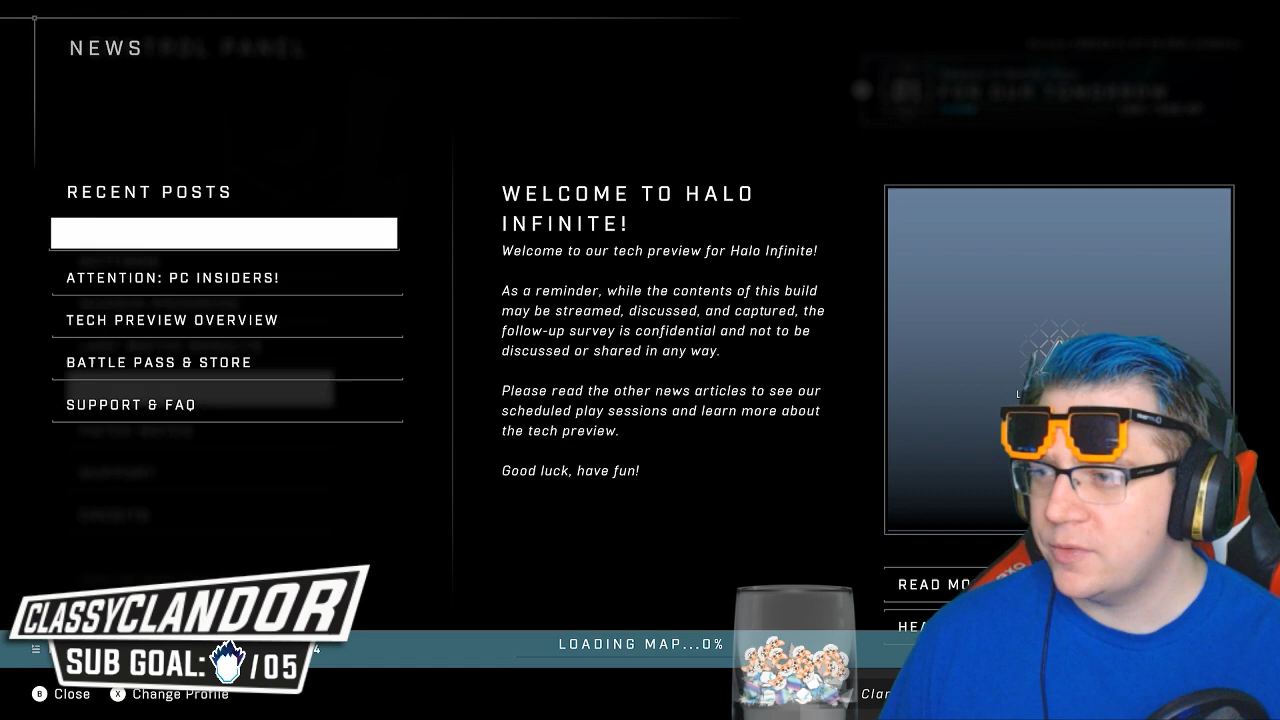 NEWS
RECENT POSTS
ATTENTION: PC INSIDERS!
TECH PREVIEW OVERVIEW
BATTLE PASS & STORE
SUPPORT & FAQ
WELCOME TO HALO
INFINITE!
Welcome to our tech preview for Halo Infinite!
As a reminder, while the contents of this build
may be streamed, discussed, and captured, the
follow-up survey is confidential and not to be
discussed or shared in any way.
Please read the other news articles to see our
scheduled play sessions and learn more about
the tech preview.
Good luck, have fun!
READ
CLASSYCLANDOR
SUB GOAL: /05
LOADING MAP...0%
B Close X Change Profile